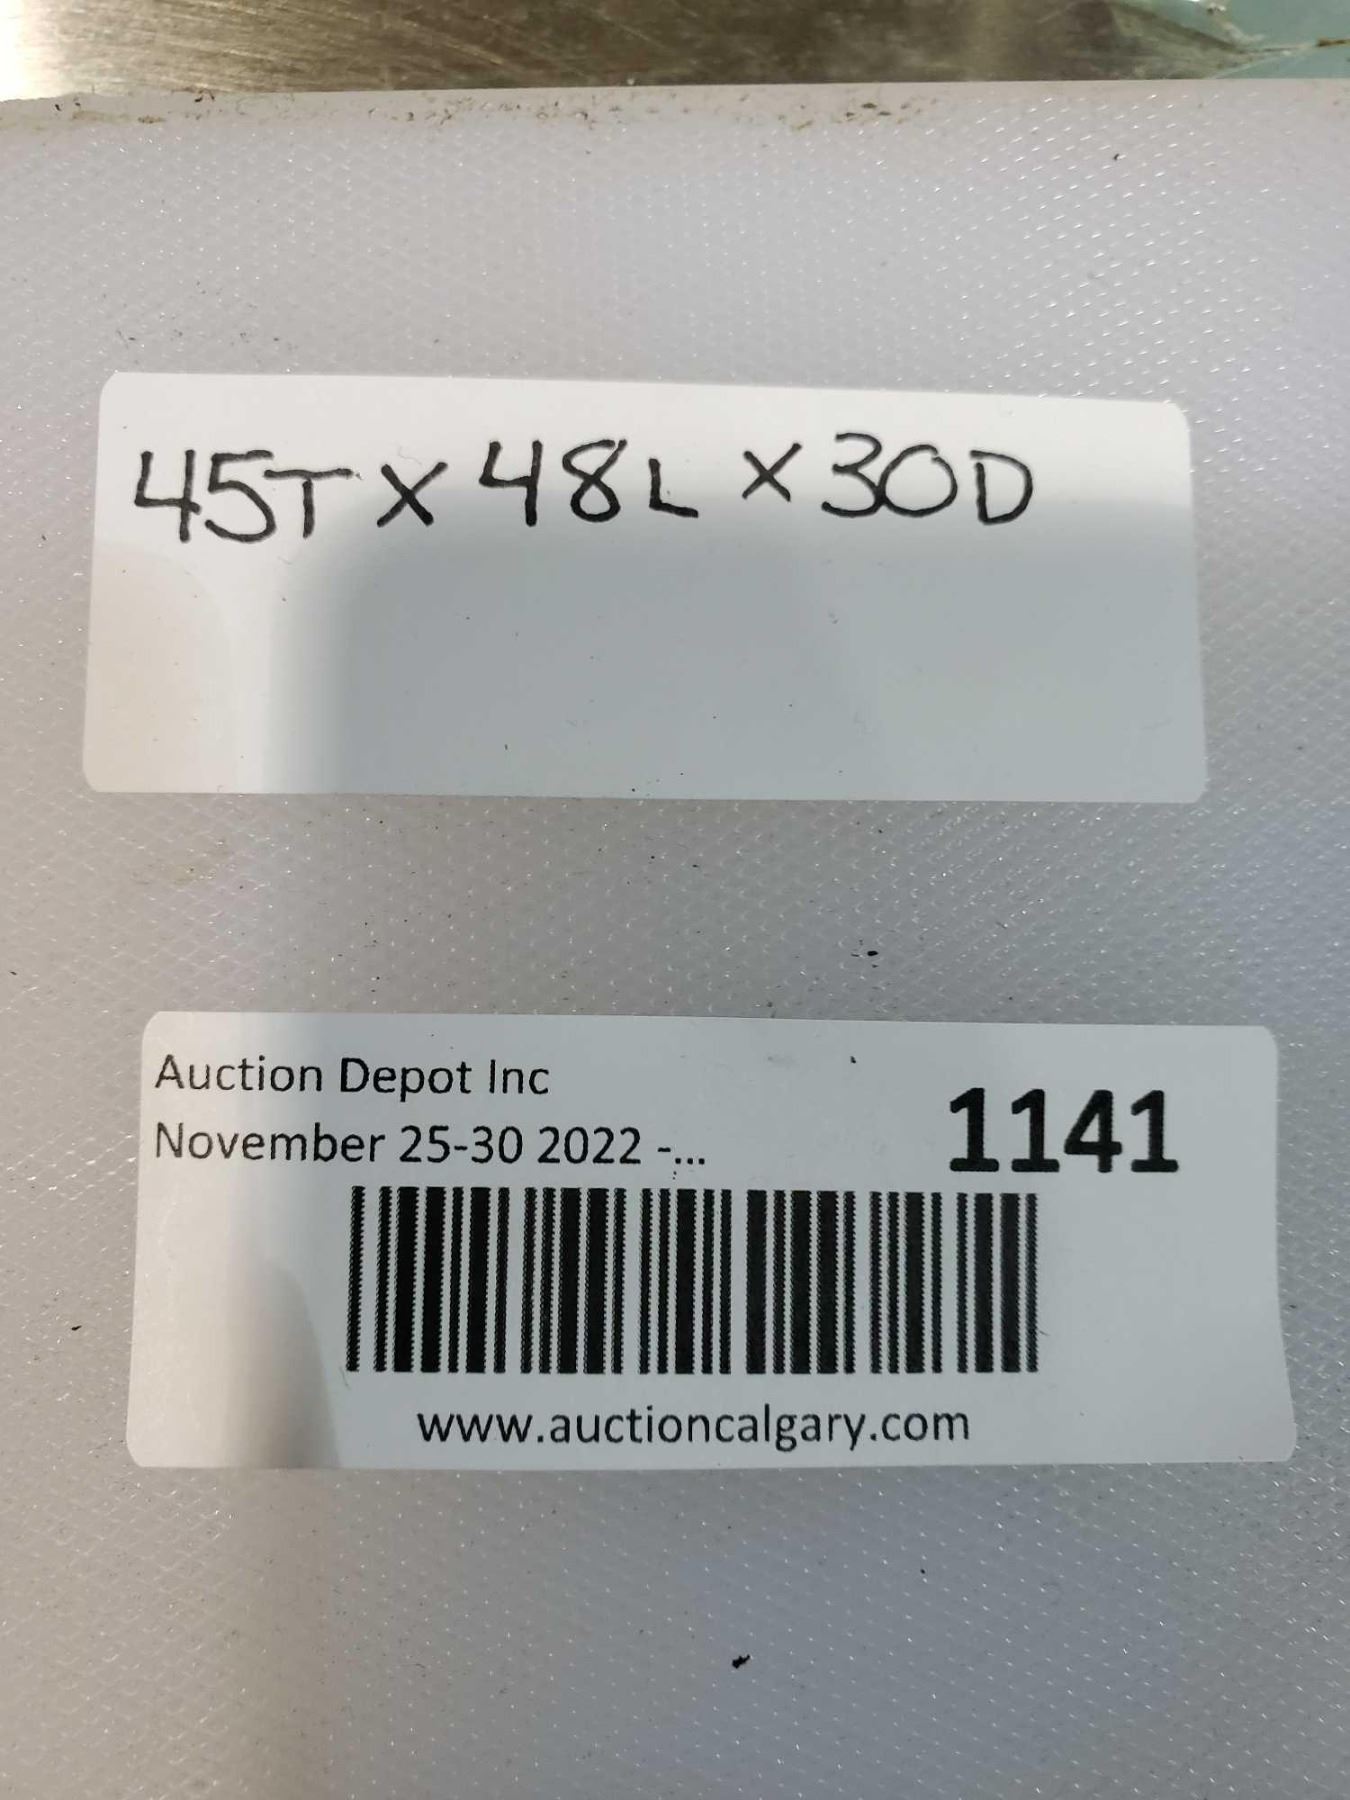 45T X 48L X 30D
Auction Depot Inc
November 25-30 2022 -...
1141
www.auctioncalgary.com